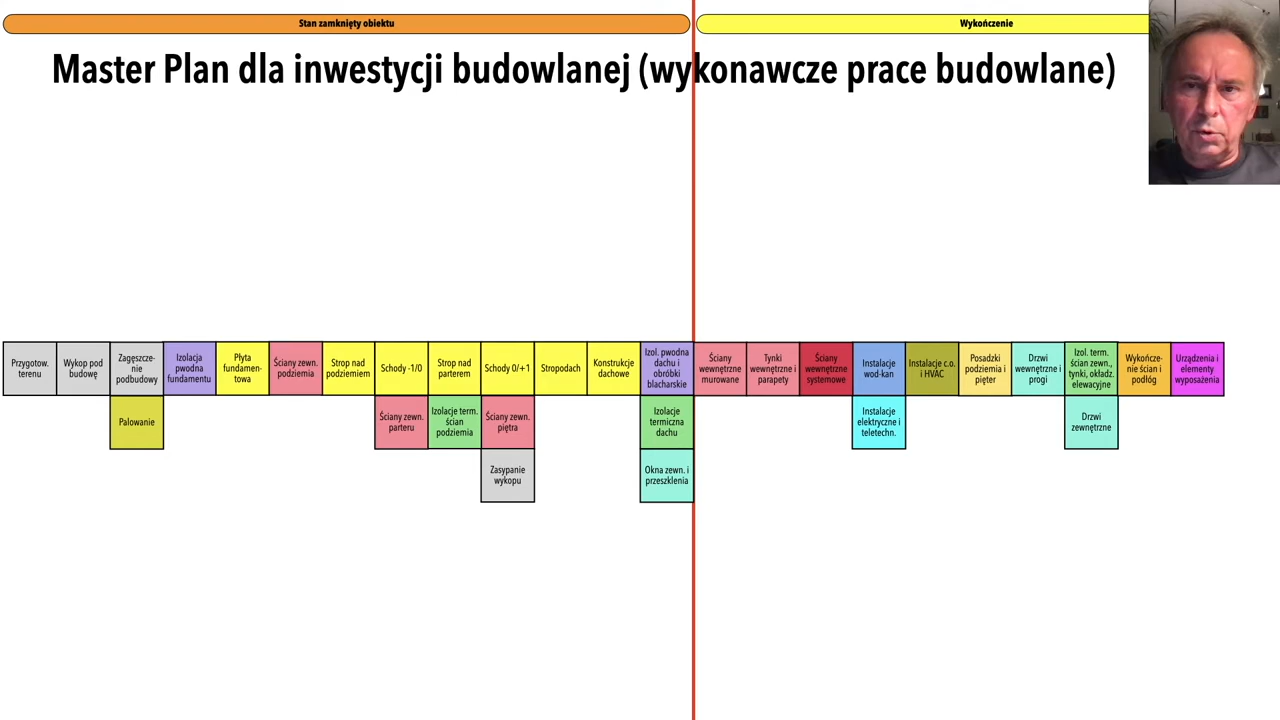 Stan zamknięty obiektu
Wykończenie
Master Plan dla inwestycji budowlanej (wykonawcze prace budowlane)
Przygotow.
terenu
Wykop pod
budowę
Zagęszcze-
nie
podbudowy
Izolacja
pwodna
fundamentu
Płyta
fundamen-
towa
Ściany zewn.
podziemia
Strop nad
podziemiem
Schody -1/0
Strop nad
parterem
Schody 0/+1
Stropodach
Konstrukcje
dachowe
Izol. pwodna
dachu i
obróbki
blacharskie
Ściany
wewnętrzne
murowane
Tynki
wewnętrzne i
parapety
Ściany
wewnętrzne
systemowe
Instalacje
wod-kan
Instalacje c.o.
i HVAC
Posadzki
podziemia i
pięter
Drzwi
wewnętrzne i
progi
Izol. term.
ścian zewn.,
tynki, okładz.
elewacyjne
Wykończe-
nie ścian i
podłóg
Urządzenia i
elementy
wyposażenia
Palowanie
Ściany zewn.
parteru
Izolacje term.
ścian
podziemia
Ściany zewn.
piętra
Izolacje
termiczna
dachu
Instalacje
elektryczne i
teletechn.
Drzwi
zewnętrzne
Zasypanie
wykopu
Okna zewn. i
przeszklenia